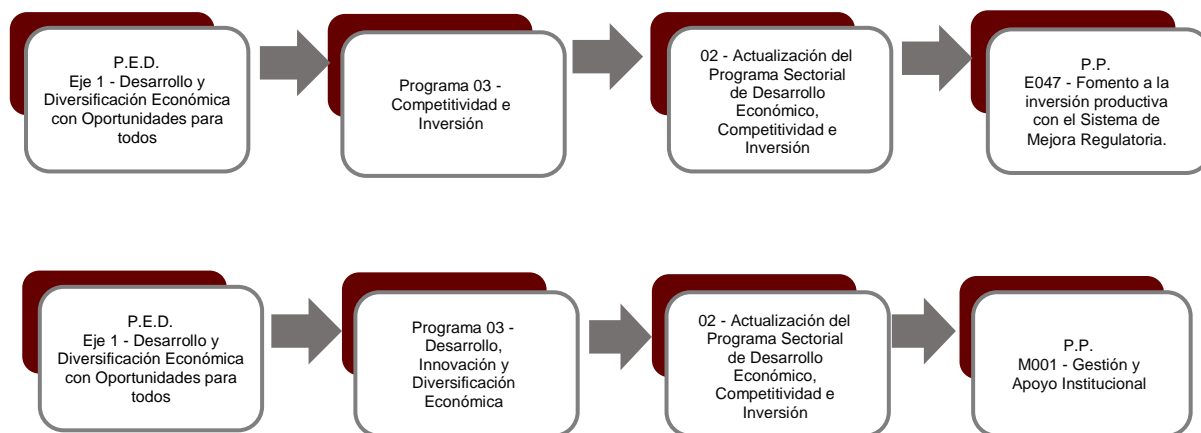 P.E.D.
Eje 1 - Desarrollo y
Diversificación Económica
con Oportunidades para
todos
Programa 03 -
Competitividad e
Inversión
02 - Actualización del
Programa Sectorial
de Desarrollo
Económico,
Competitividad e
Inversión
P.P.
E047 - Fomento a la
inversión productiva
con el Sistema de
Mejora Regulatoria.
P.E.D.
Eje 1 - Desarrollo y
Diversificación Económica
con Oportunidades para
todos
Programa 03 -
Desarrollo,
Innovación y
Diversificación
Económica
02 - Actualización del
Programa Sectorial
de Desarrollo
Económico,
Competitividad e
Inversión
P.P.
M001 - Gestión y
Apoyo Institucional